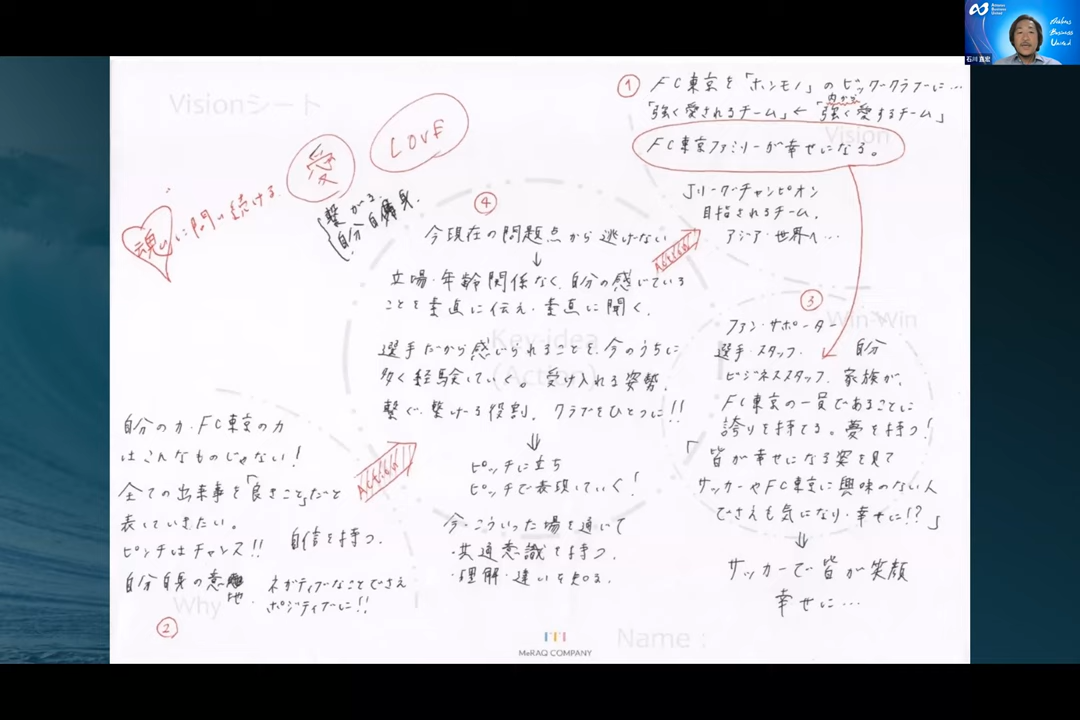 Athletes Business United
Athletes
Business
United
石川 直宏
Visionシート
① FC東京を「ホンモノ」のビッククラブに…
内から
「強く愛されるチーム」←「強く愛するチーム」
Vision
FC東京ファミリーが幸せになる。
Jリーグチャンピオン
目指されるチーム.
アジア・世界へ…
LOVE
愛
魂に問い続ける.
繋がる.
自分自身.
④
今現在の問題点から逃げない
↓
ACTION
立場・年齢関係なく、自分の感じている
ことを素直に伝え・素直に聞く.
Key-idea
(Action)
選手だから感じられることを、今のうちに
多く経験していく。受け入れる姿勢.
繋ぐ・繋げる役割. クラブをひとつに!!
⇓
ピッチに立ち
ピッチで表現していく!
今・こういった場を通いて
・共通意識を持つ.
・理解・違いを知る.
③
Win-Win
ファン・サポーター
選手・スタッフ. 自分
ビジネススタッフ. 家族が、
FC東京の一員であることに
誇りを持てる。夢を持つ!
「皆が幸せになる姿を見て
サッカーやFC東京に興味のない人
でさえも気になり・幸せに!?」
⇓
サッカーで皆が笑顔
幸せに…
自分の力・FC東京の力
はこんなものじゃない!
ACTION
全ての出来事を「良きこと」だと
表していきたい。
ピンチはチャンス!! 自信を持つ.
自分自身の意地. ネガティブなことでさえ
ポジティブに!!
Why
②
Name :
MeRAQ COMPANY